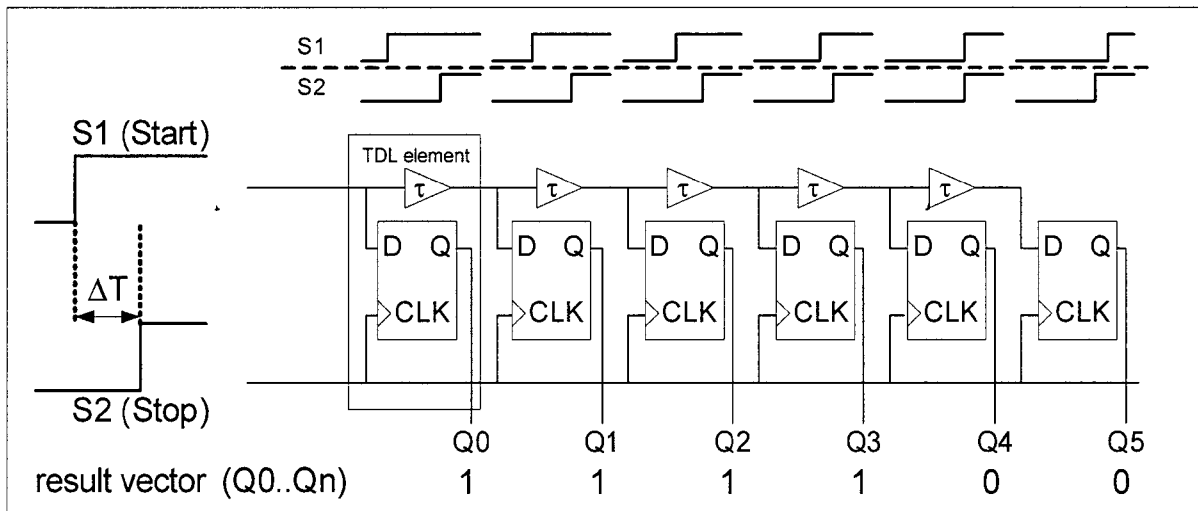 S1
S2
S1 (Start)
TDL element
τ τ τ τ τ
D Q D Q D Q D Q D Q D Q
ΔT
CLK CLK CLK CLK CLK CLK
S2 (Stop)
Q0 Q1 Q2 Q3 Q4 Q5
result vector (Q0..Qn) 1 1 1 1 0 0